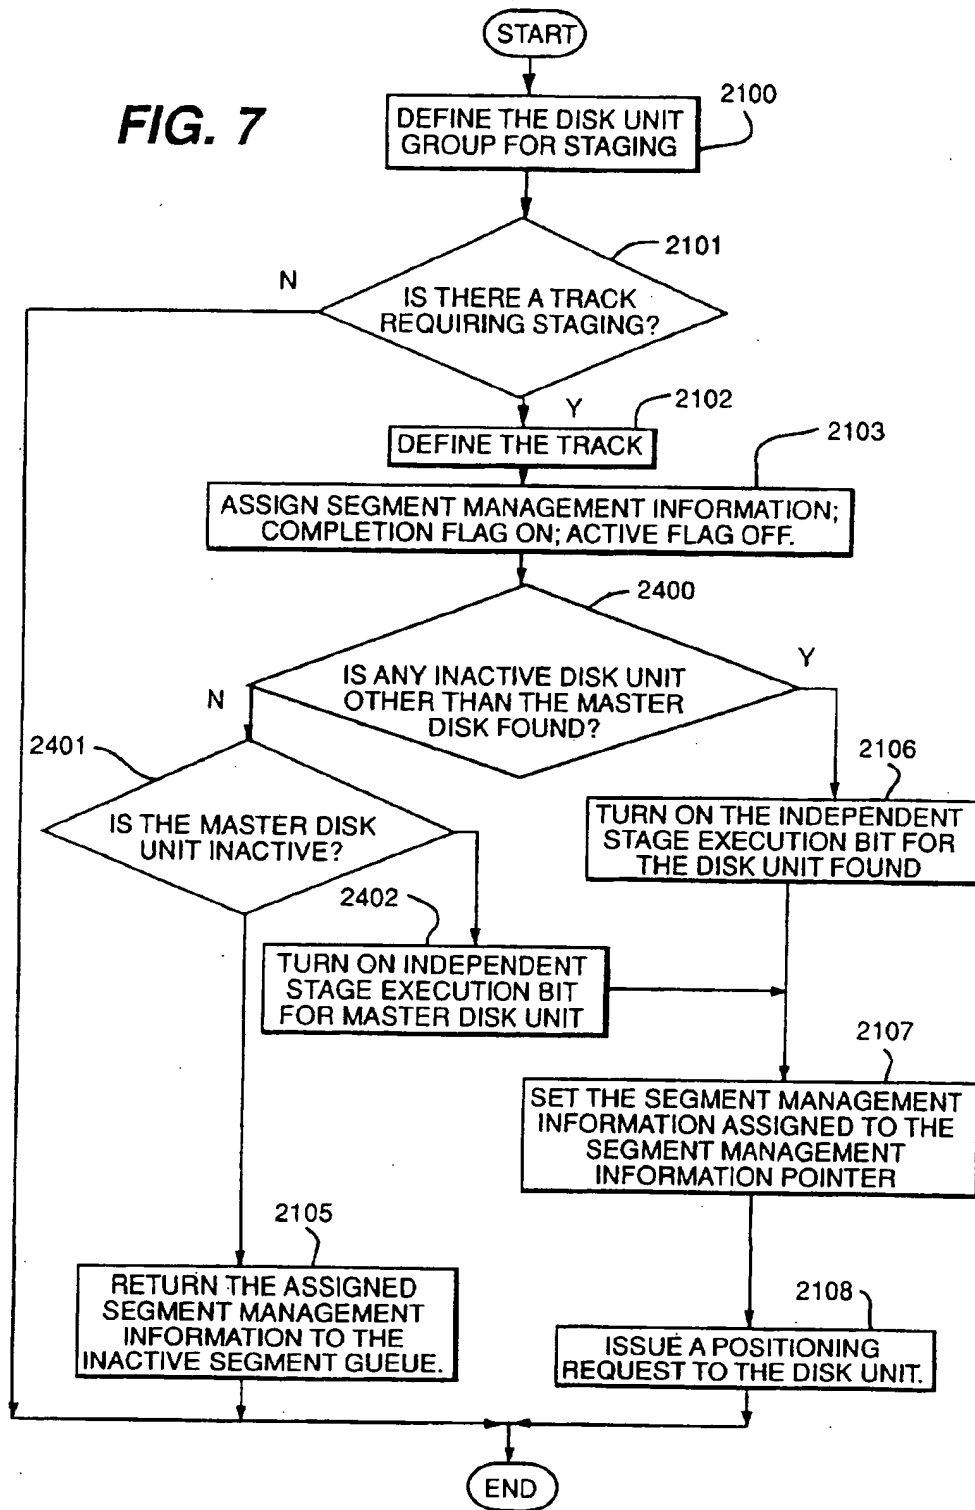 START
FIG. 7
2100
DEFINE THE DISK UNIT
GROUP FOR STAGING
2101
N
IS THERE A TRACK
REQUIRING STAGING?
Y
2102
DEFINE THE TRACK
2103
ASSIGN SEGMENT MANAGEMENT INFORMATION;
COMPLETION FLAG ON; ACTIVE FLAG OFF.
2400
IS ANY INACTIVE DISK UNIT
OTHER THAN THE MASTER
DISK FOUND?
Y
N
2401
IS THE MASTER DISK
UNIT INACTIVE?
2106
TURN ON THE INDEPENDENT
STAGE EXECUTION BIT FOR
THE DISK UNIT FOUND
2402
TURN ON INDEPENDENT
STAGE EXECUTION BIT
FOR MASTER DISK UNIT
2107
SET THE SEGMENT MANAGEMENT
INFORMATION ASSIGNED TO THE
SEGMENT MANAGEMENT
INFORMATION POINTER
2105
RETURN THE ASSIGNED
SEGMENT MANAGEMENT
INFORMATION TO THE
INACTIVE SEGMENT GUEUE.
2108
ISSUE A POSITIONING
REQUEST TO THE DISK UNIT.
END